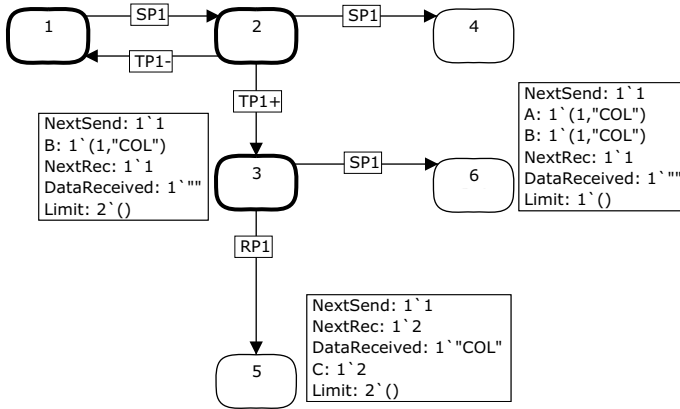 1
SP1
2
SP1
4
TP1-
TP1+
NextSend: 1`1
B: 1`(1,"COL")
NextRec: 1`1
DataReceived: 1`""
Limit: 2`()
3
SP1
6
NextSend: 1`1
A: 1`(1,"COL")
B: 1`(1,"COL")
NextRec: 1`1
DataReceived: 1`""
Limit: 1`()
RP1
5
NextSend: 1`1
NextRec: 1`2
DataReceived: 1`"COL"
C: 1`2
Limit: 2`()